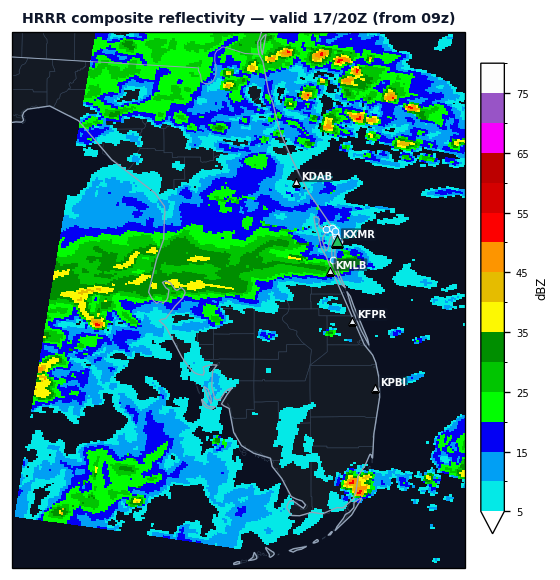 HRRR composite reflectivity — valid 17/20Z (from 09z)
KDAB
KXMR
KMLB
KFPR
KPBI
75
65
55
45
35
25
15
5
dBZ